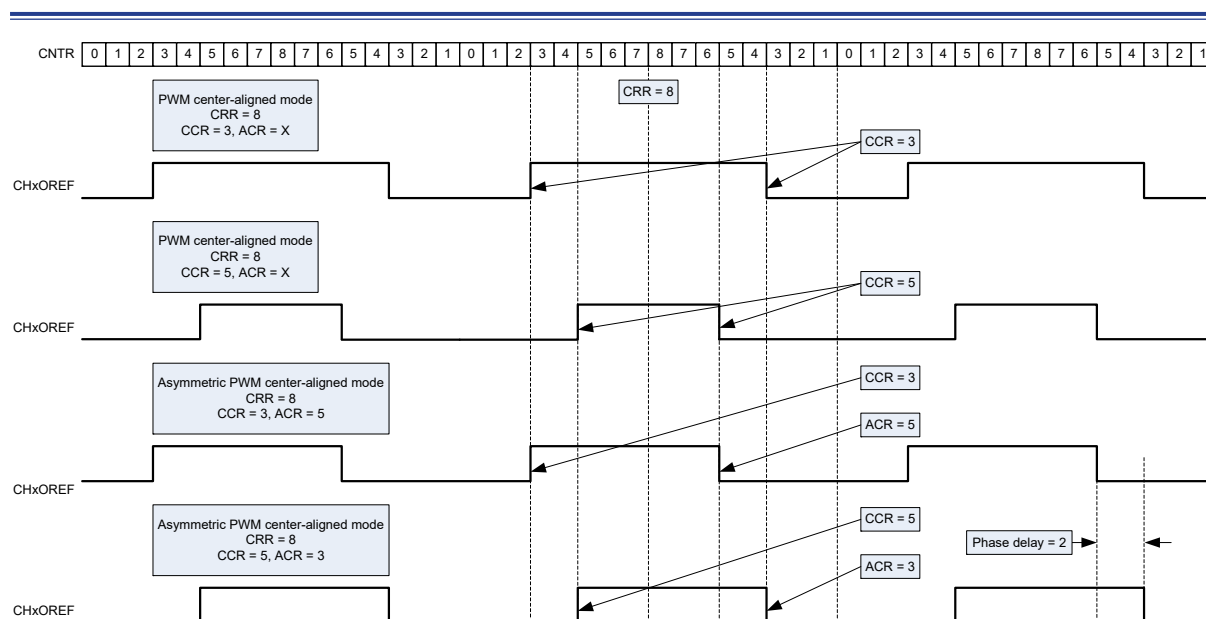 CNTR 0 1 2 3 4 5 6 7 8 7 6 5 4 3 2 1 0 1 2 3 4 5 6 7 8 7 6 5 4 3 2 1 0 1 2 3 4 5 6 7 8 7 6 5 4 3 2 1
PWM center-aligned mode
CRR = 8
CCR = 3, ACR = X
CRR = 8
CCR = 3
CHxOREF
PWM center-aligned mode
CRR = 8
CCR = 5, ACR = X
CCR = 5
CHxOREF
Asymmetric PWM center-aligned mode
CRR = 8
CCR = 3, ACR = 5
CCR = 3
ACR = 5
CHxOREF
Asymmetric PWM center-aligned mode
CRR = 8
CCR = 5, ACR = 3
CCR = 5
Phase delay = 2
ACR = 3
CHxOREF